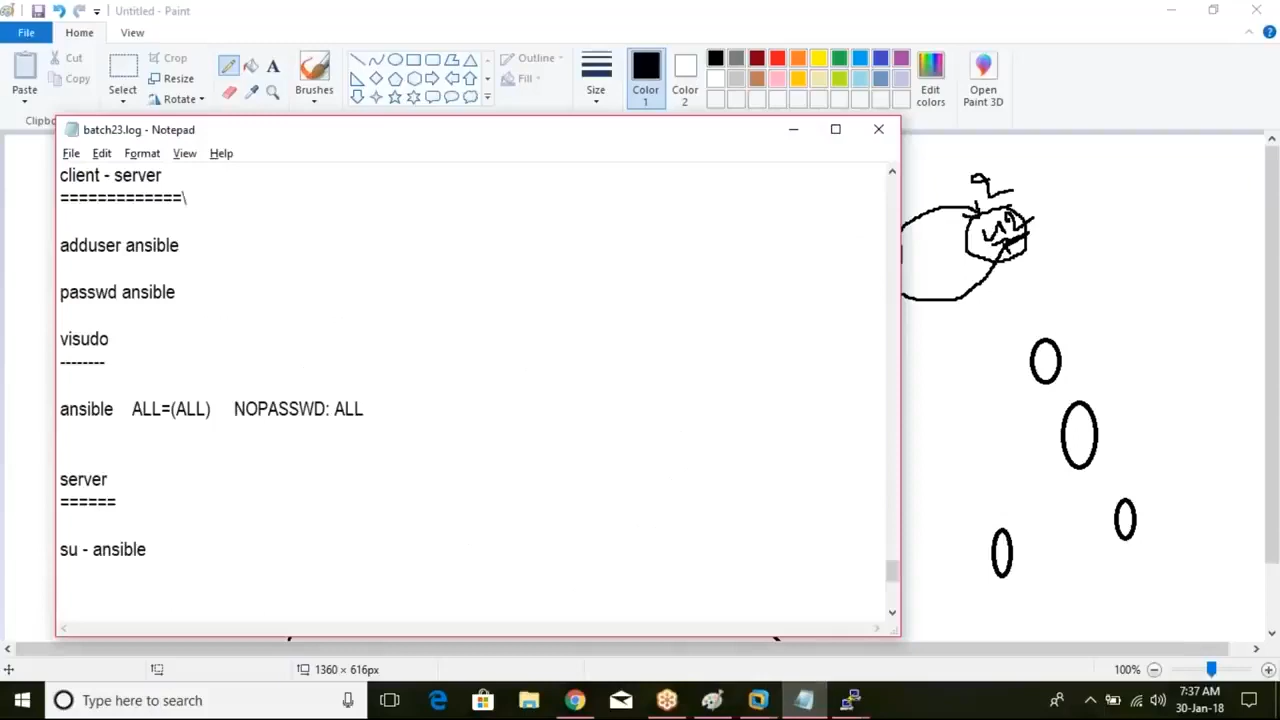 Untitled - Paint
File
Home
View
Paste
Cut
Copy
Clipbo
Select
Crop
Resize
Rotate
A
Brushes
Outline
Fill
Size
Color 1
Color 2
Edit colors
Open Paint 3D
batch23.log - Notepad
File Edit Format View Help
client - server
=============\
adduser ansible
passwd ansible
visudo
--------
ansible ALL=(ALL) NOPASSWD: ALL
server
======
su - ansible
2
1360 × 616px
100%
Type here to search
7:37 AM
30-Jan-18